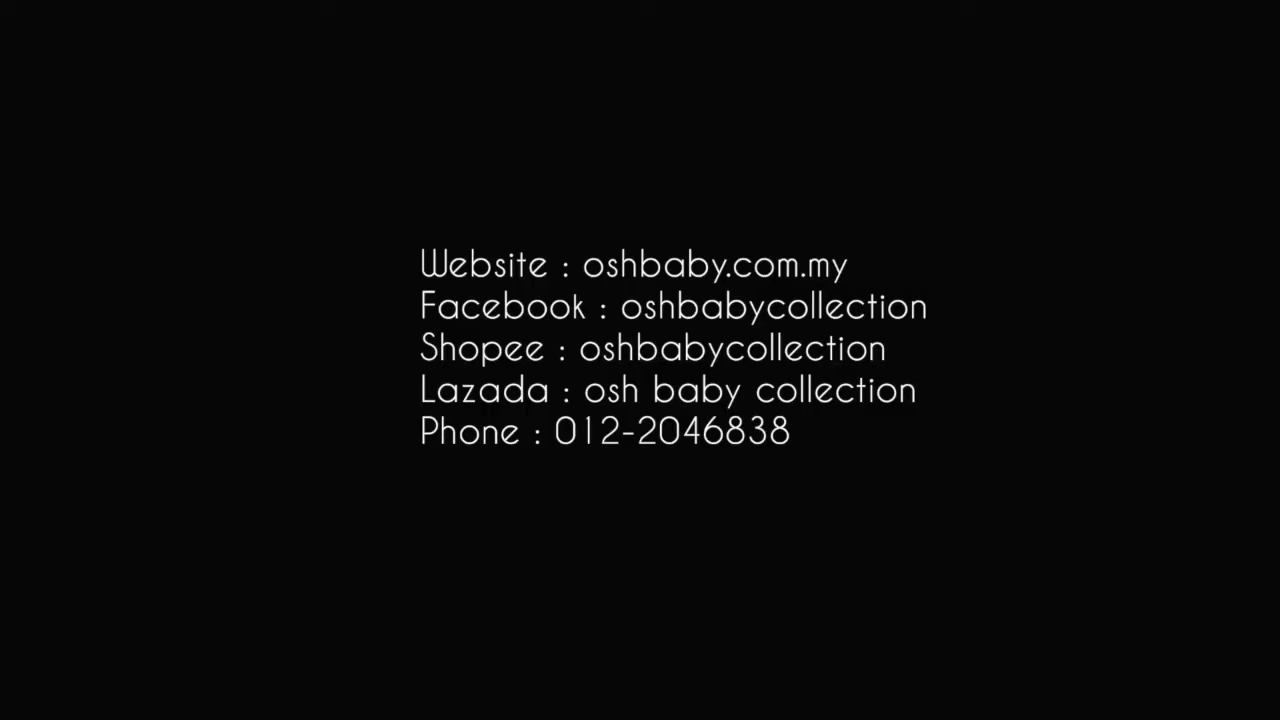 Website : oshbaby.com.my
Facebook : oshbabycollection
Shopee : oshbabycollection
Lazada : osh baby collection
Phone : 012-2046838